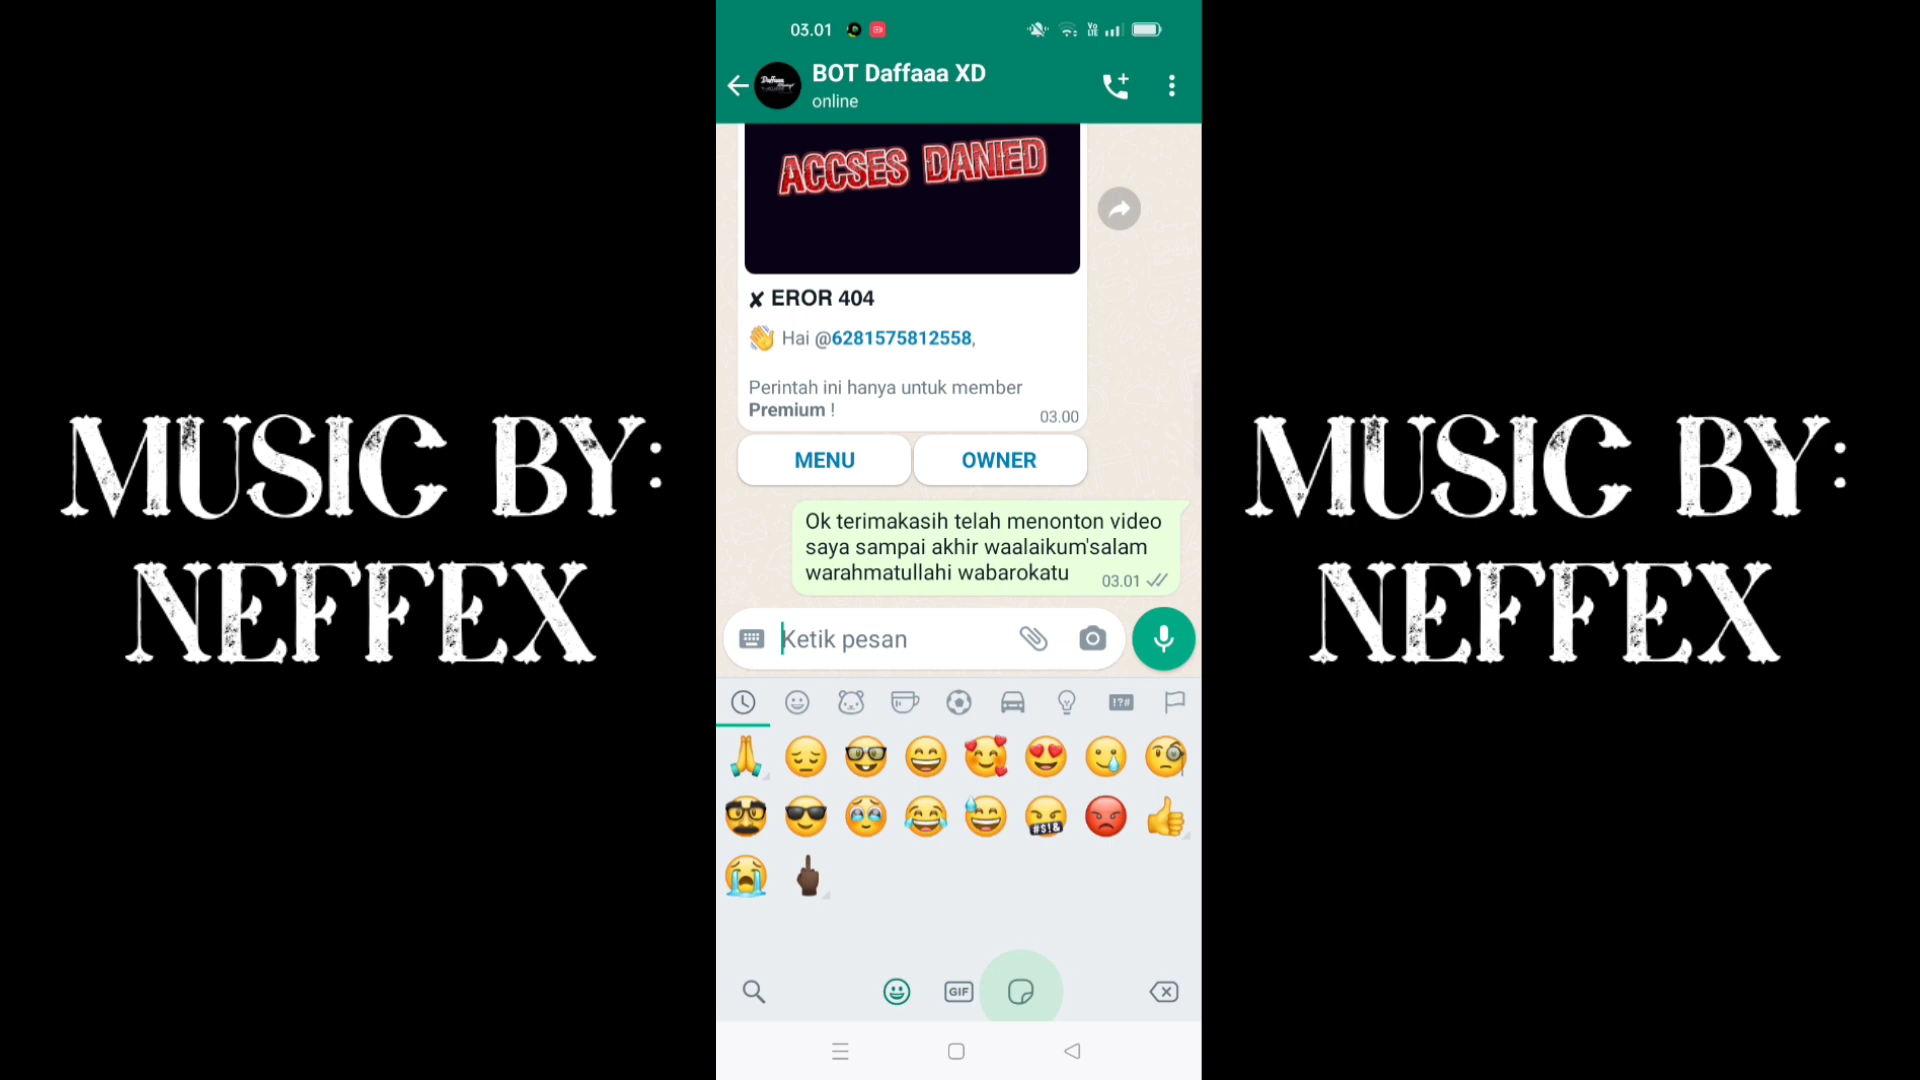 03.01
BOT Daffaaa XD
online
ACCSES DANIED
✘ EROR 404
👋 Hai @6281575812558,
Perintah ini hanya untuk member
Premium !
03.00
MENU
OWNER
Ok terimakasih telah menonton video
saya sampai akhir waalaikum'salam
warahmatullahi wabarokatu
03.01
Ketik pesan
GIF
MUSIC BY:
NEFFEX
MUSIC BY:
NEFFEX